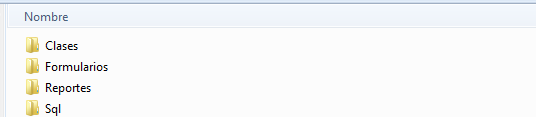 Nombre
Clases
Formularios
Reportes
Sql